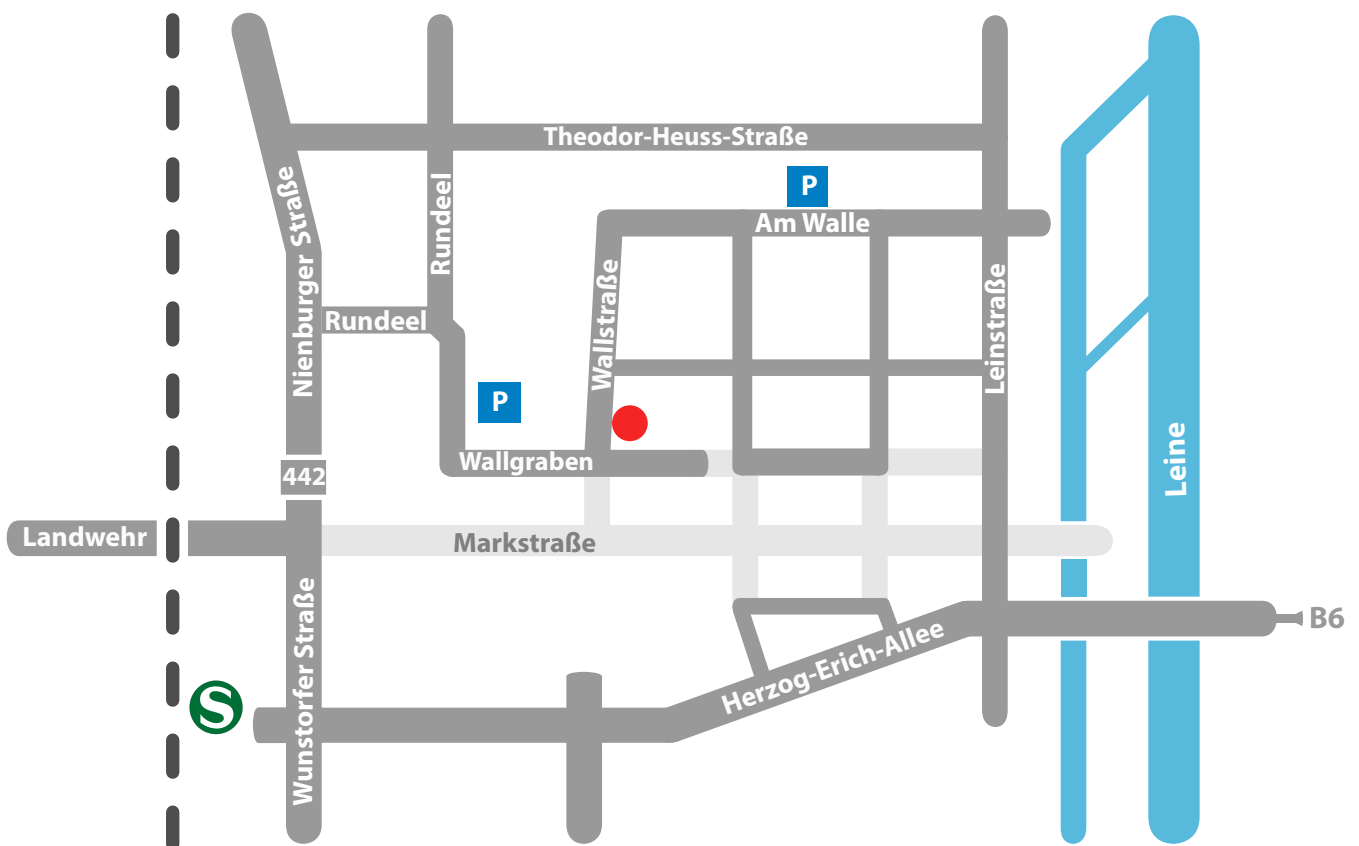 Theodor-Heuss-Straße
P
Am Walle
Nienburger Straße
Rundeel
Rundeel
Wallstraße
Leinstraße
P
Wallgraben
Leine
442
Landwehr
Markstraße
Wunstorfer Straße
Herzog-Erich-Allee
B6
S